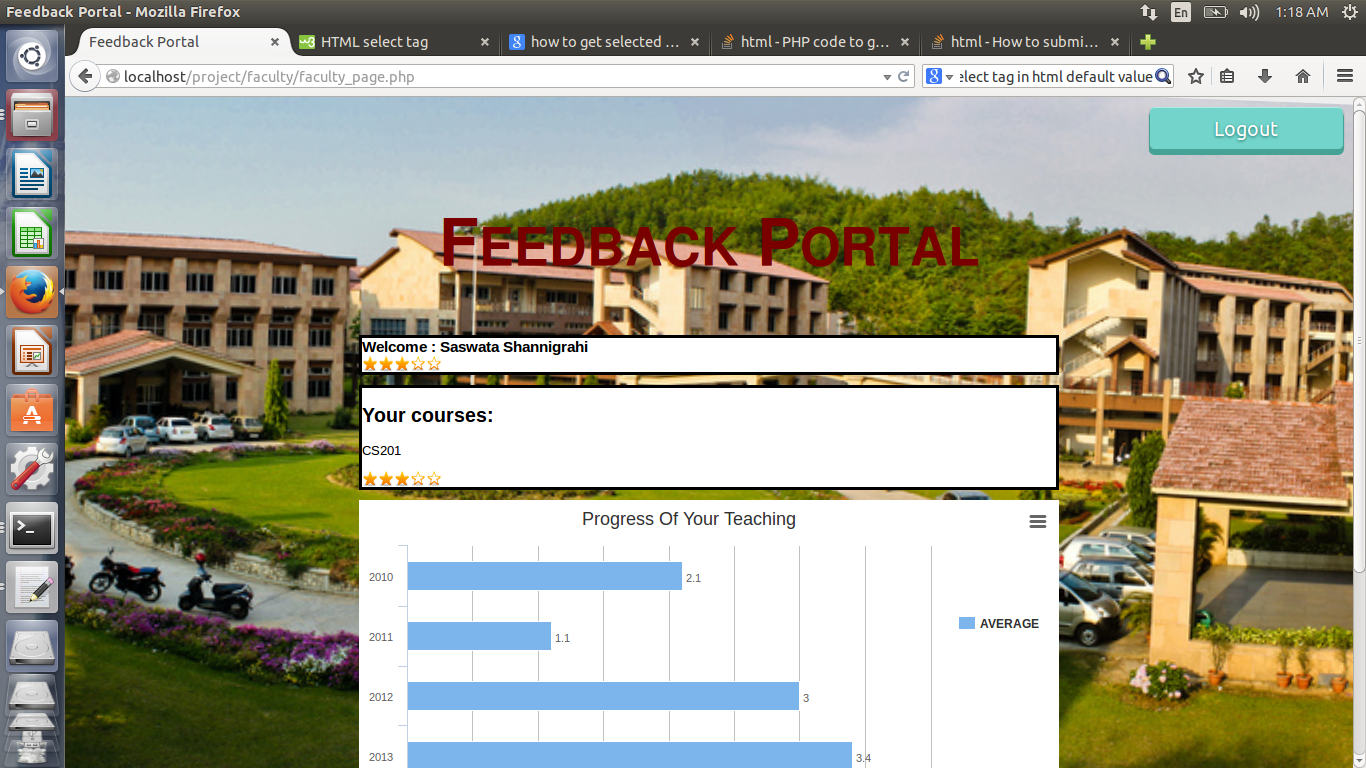 Feedback Portal - Mozilla Firefox
En
1:18 AM
Feedback Portal
HTML select tag
how to get selected ...
html - PHP code to g...
html - How to submi...
localhost/project/faculty/faculty_page.php
elect tag in html default value
Logout
Feedback Portal
Welcome : Saswata Shannigrahi
Your courses:
CS201
Progress Of Your Teaching
2010
2.1
2011
1.1
AVERAGE
2012
3
2013
3.4